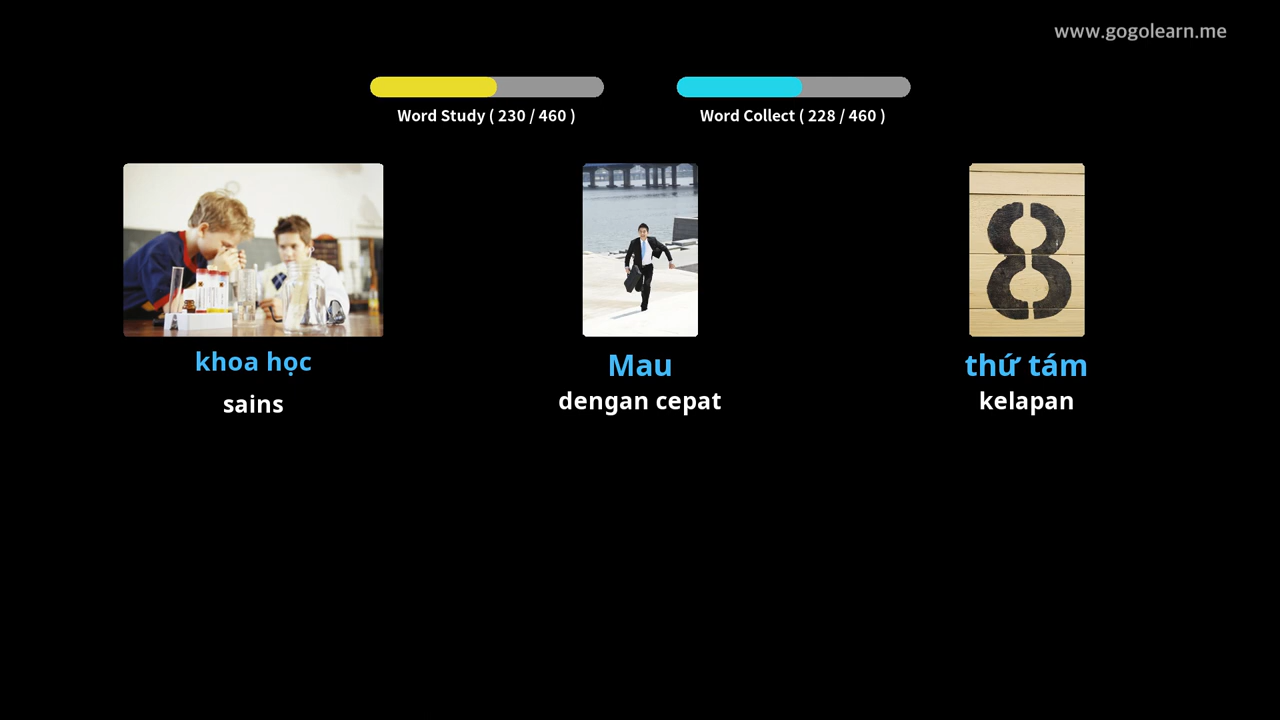 www.gogolearn.me
Word Study ( 230 / 460 )
Word Collect ( 228 / 460 )
8
khoa học
sains
Mau
dengan cepat
thứ tám
kelapan